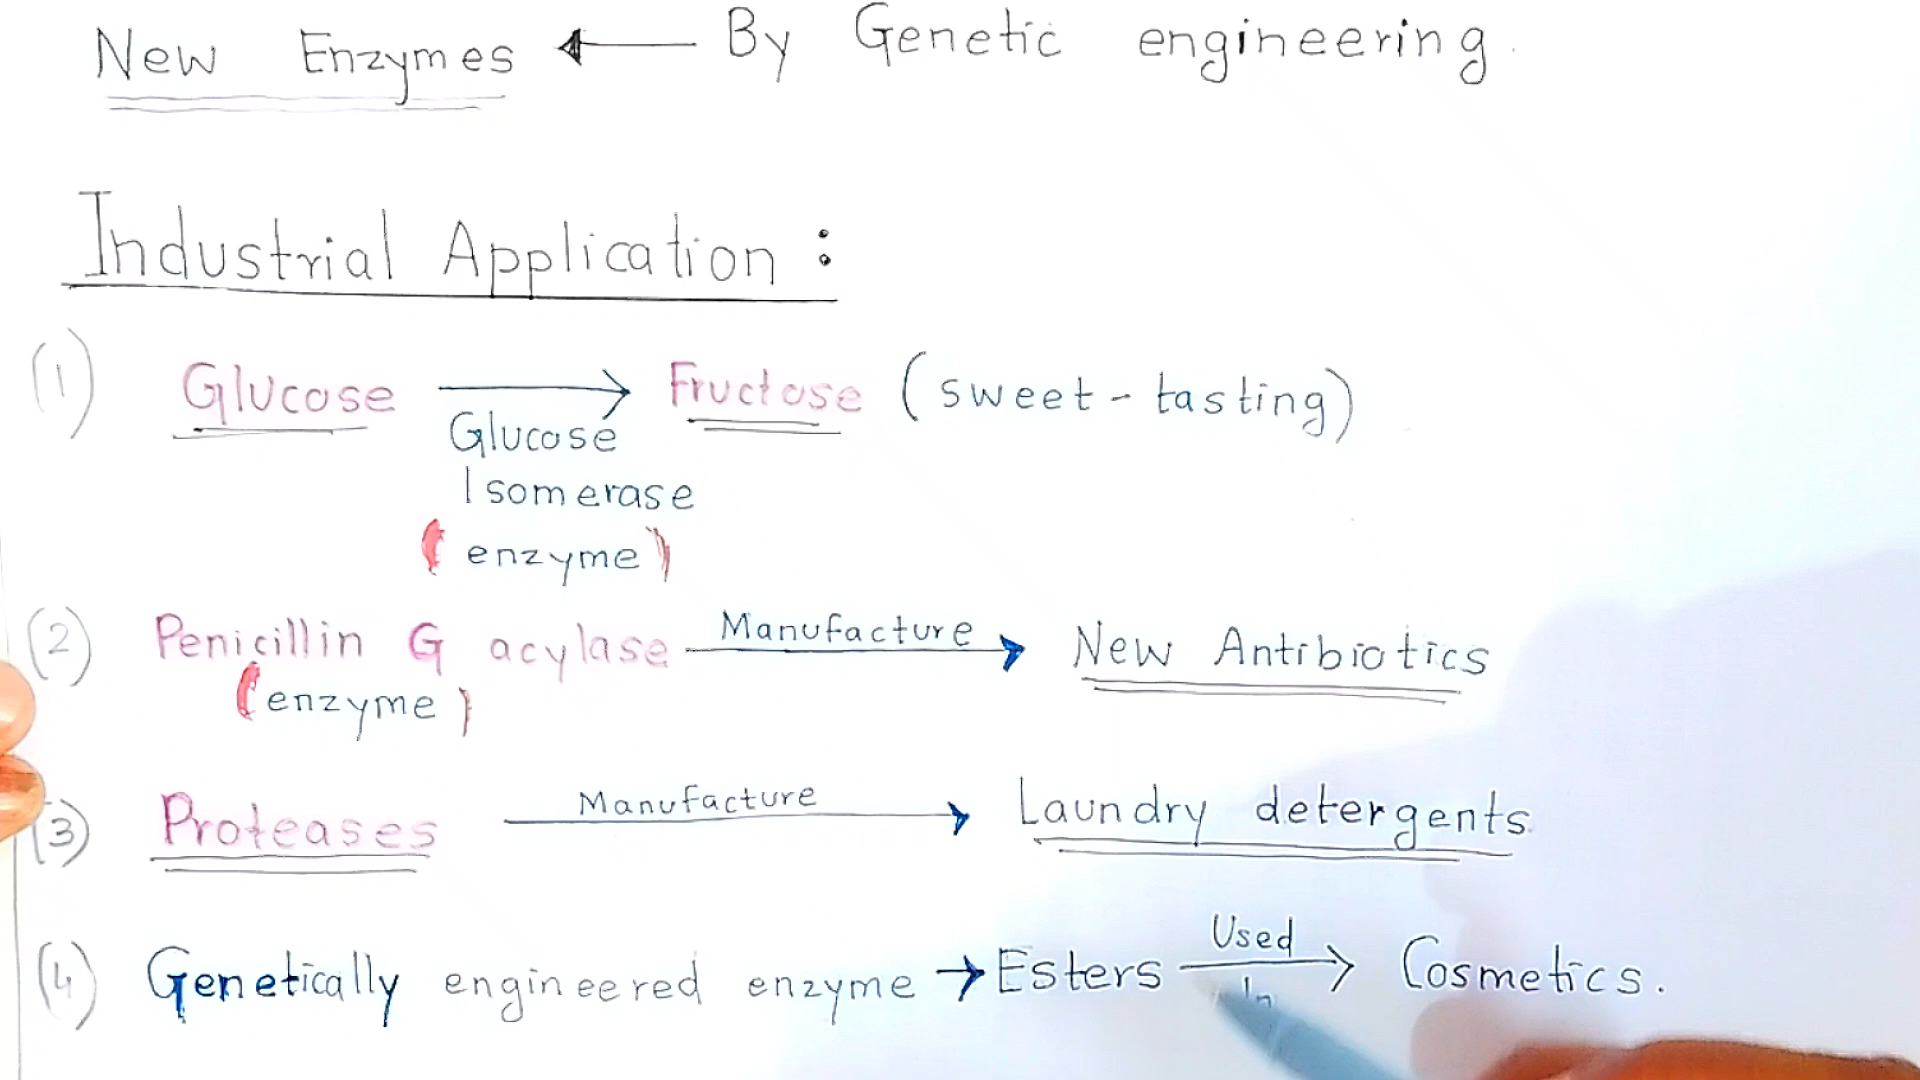 New Enzymes ← By Genetic engineering.
Industrial Application :
(1) Glucose → Fructose (sweet-tasting)
Glucose
Isomerase
(enzyme)
(2) Penicillin G acylase Manufacture → New Antibiotics
(enzyme)
(3) Proteases Manufacture → Laundry detergents.
(4) Genetically engineered enzyme → Esters Used → Cosmetics.
In